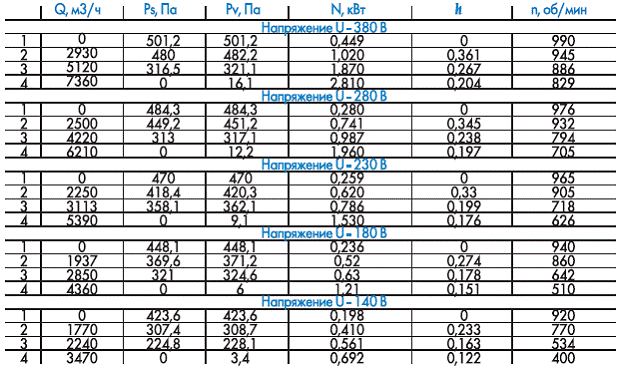 Q, м3/ч Ps, Па Pv, Па N, кВт h n, об/мин
Напряжение U - 380 В
1 0 501,2 501,2 0,449 0 990
2 2930 480 482,2 1,020 0,361 945
3 5120 316,5 321,1 1,870 0,267 886
4 7360 0 16,1 2,810 0,204 829
Напряжение U - 280 В
1 0 484,3 484,3 0,280 0 976
2 2500 449,2 451,2 0,741 0,345 932
3 4220 313 317,1 0,987 0,238 794
4 6210 0 12,2 1,960 0,197 705
Напряжение U - 230 В
1 0 470 470 0,259 0 965
2 2250 418,4 420,3 0,620 0,33 905
3 3113 358,1 362,1 0,786 0,199 718
4 5390 0 9,1 1,530 0,176 626
Напряжение U - 180 В
1 0 448,1 448,1 0,236 0 940
2 1937 369,6 371,2 0,52 0,274 860
3 2850 321 324,6 0,63 0,178 642
4 4360 0 6 1,21 0,151 510
Напряжение U - 140 В
1 0 423,6 423,6 0,198 0 920
2 1770 307,4 308,7 0,410 0,233 770
3 2240 224,8 228,1 0,561 0,163 534
4 3470 0 3,4 0,692 0,122 400